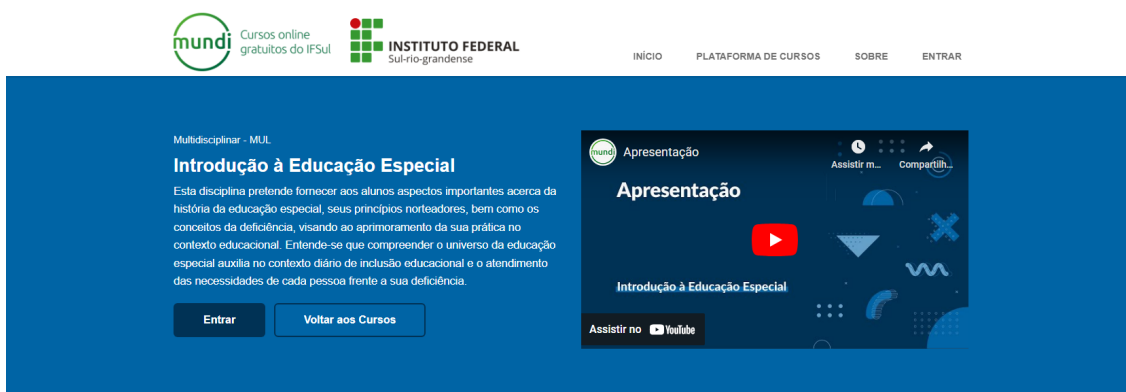 mundi
Cursos online
gratuitos do IFSul
INSTITUTO FEDERAL
Sul-rio-grandense
INÍCIO
PLATAFORMA DE CURSOS
SOBRE
ENTRAR
Multidisciplinar - MUL
Introdução à Educação Especial
Esta disciplina pretende fornecer aos alunos aspectos importantes acerca da
história da educação especial, seus princípios norteadores, bem como os
conceitos da deficiência, visando ao aprimoramento da sua prática no
contexto educacional. Entende-se que compreender o universo da educação
especial auxilia no contexto diário de inclusão educacional e o atendimento
das necessidades de cada pessoa frente a sua deficiência.
Entrar
Voltar aos Cursos
mundi
Apresentação
Assistir m...
Compartilh...
Apresentação
Introdução à Educação Especial
Assistir no YouTube